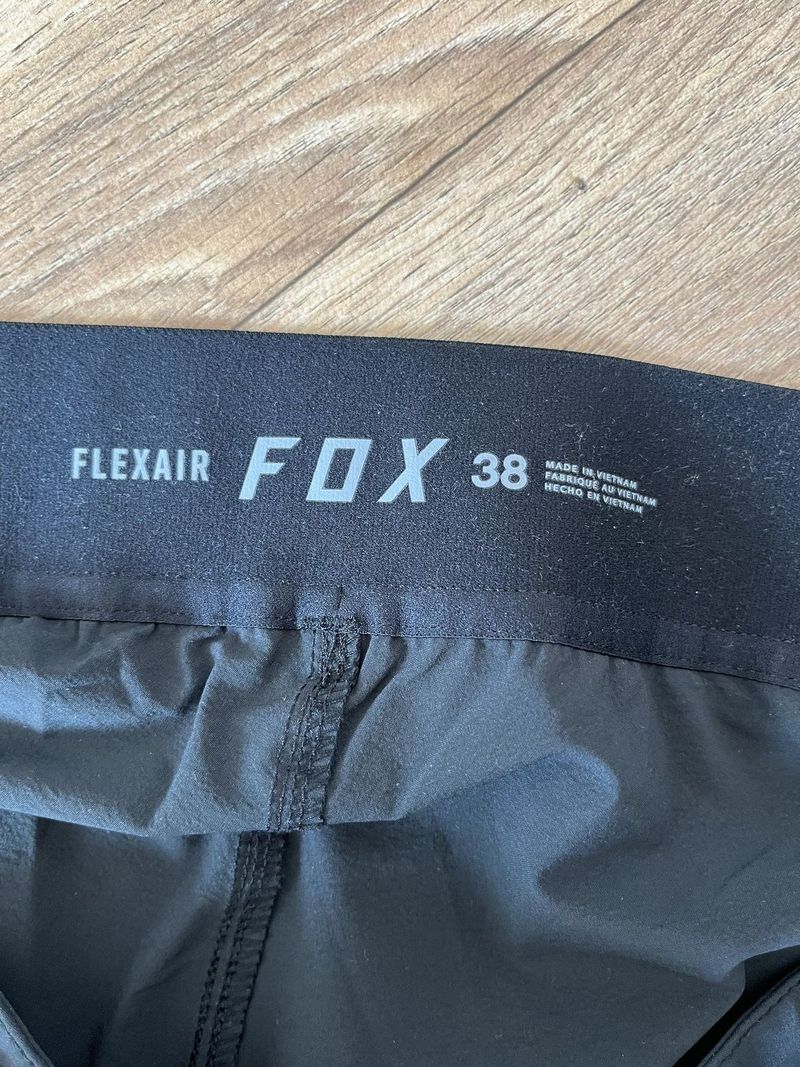 FLEXAIR FOX 38
MADE IN VIETNAM
FABRIQUÉ AU VIETNAM
HECHO EN VIETNAM